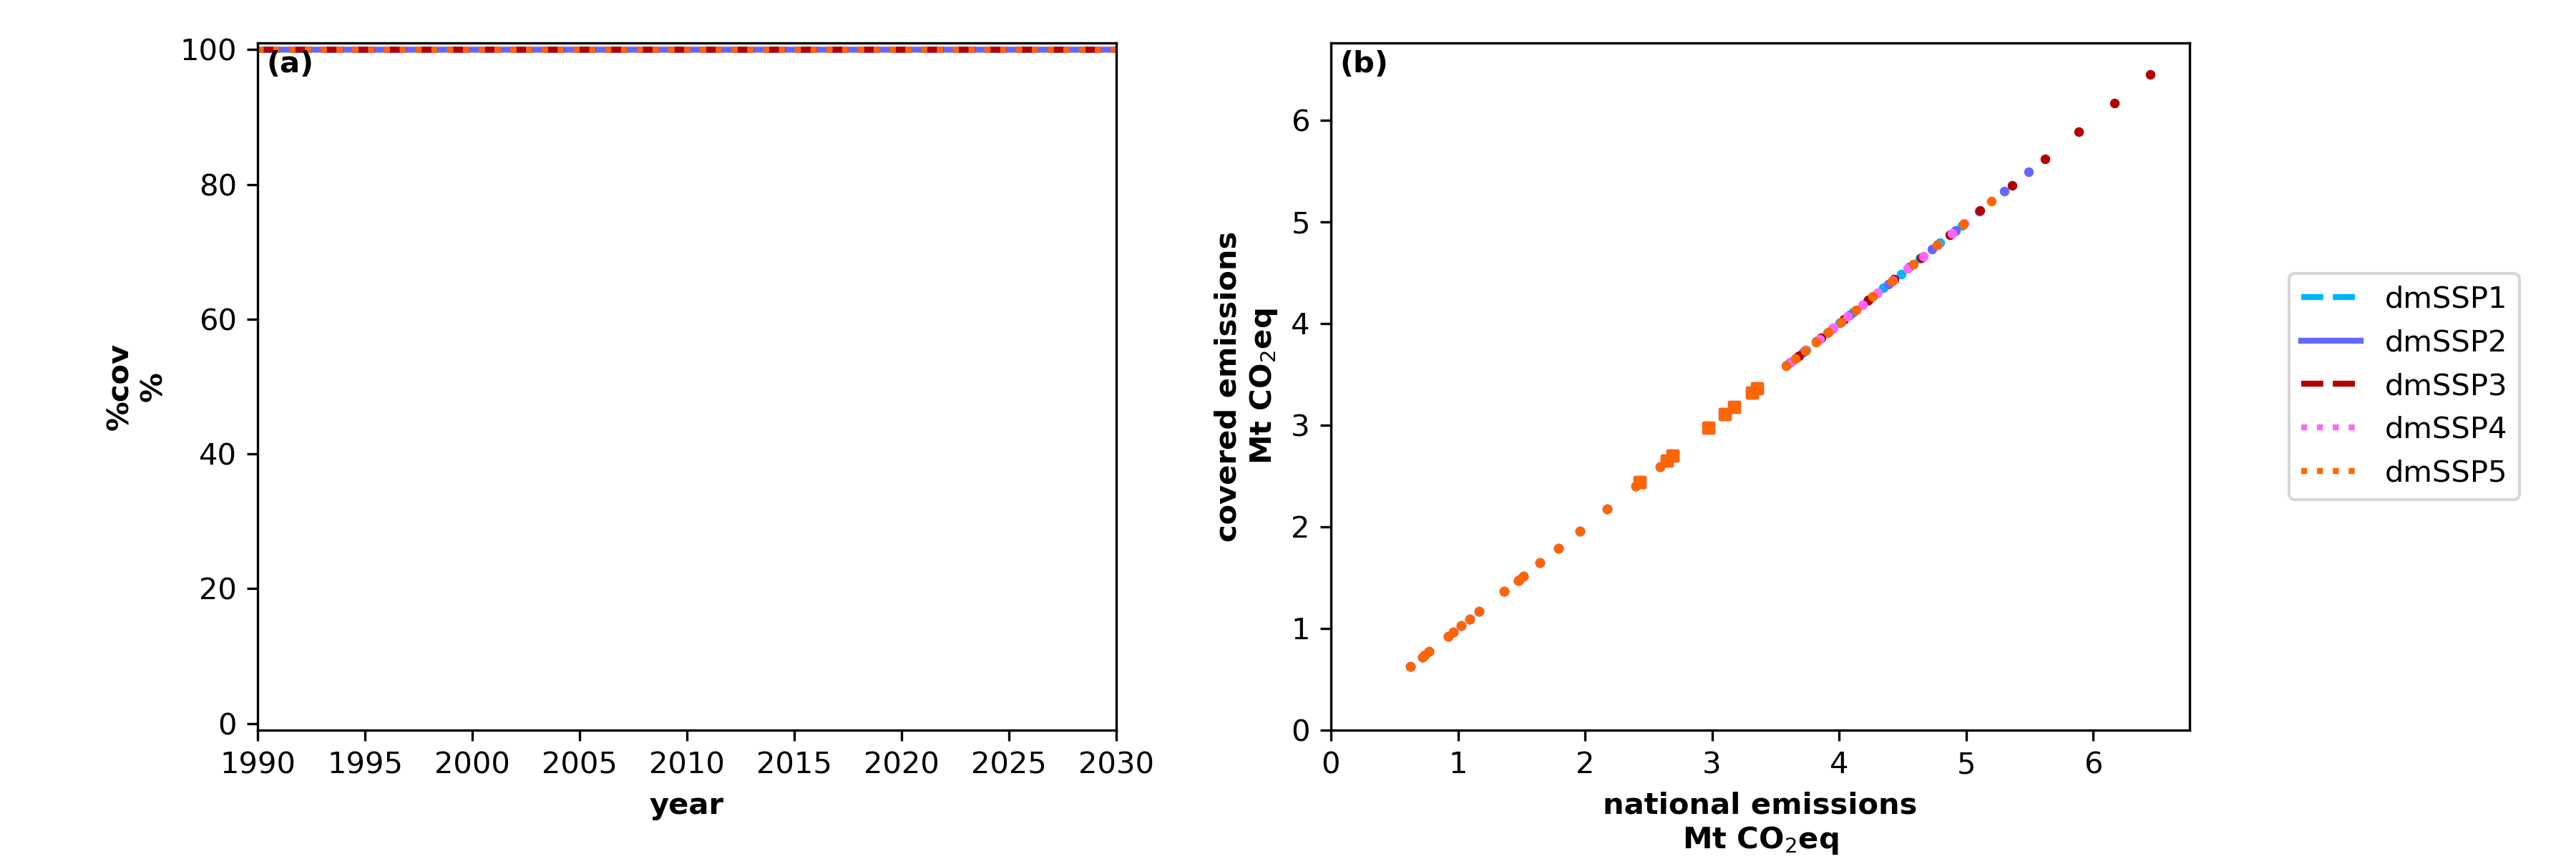 (a)
100
80
60
40
20
0
%cov
%
1990 1995 2000 2005 2010 2015 2020 2025 2030
year
(b)
6
5
4
3
2
1
0
covered emissions
Mt CO₂eq
0 1 2 3 4 5 6
national emissions
Mt CO₂eq
dmSSP1
dmSSP2
dmSSP3
dmSSP4
dmSSP5